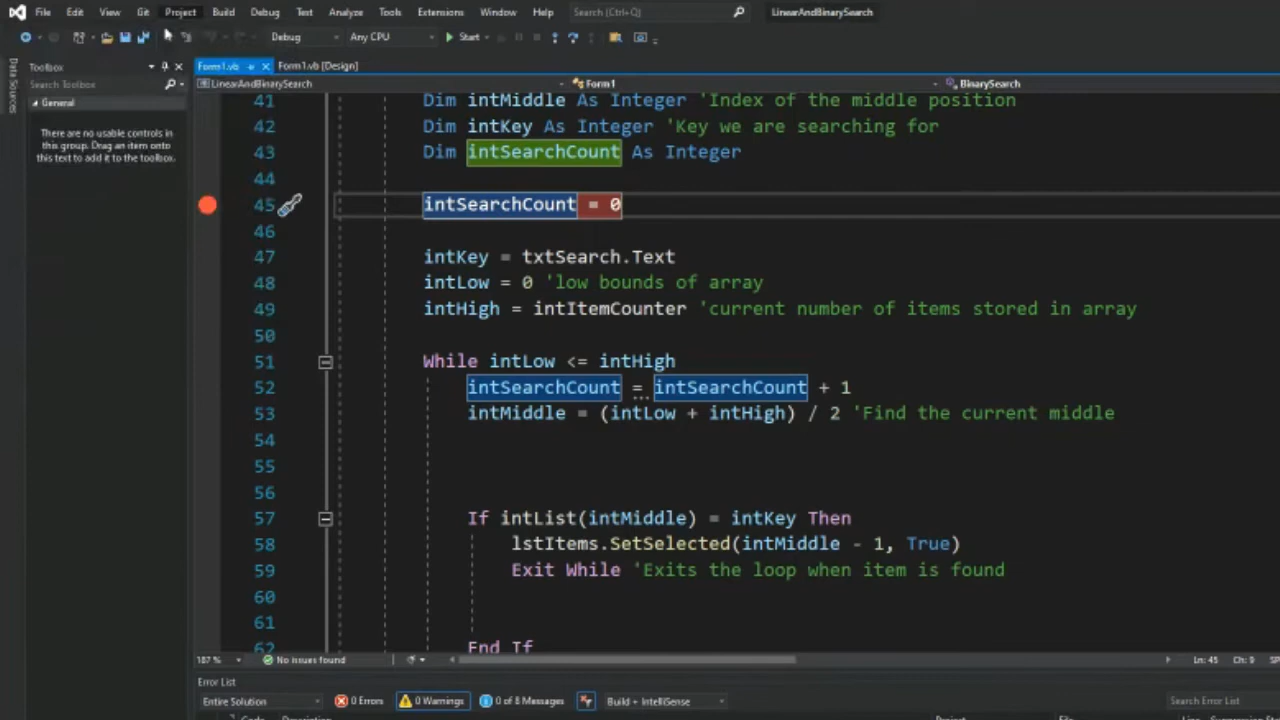 File Edit View Git Project Build Debug Test Analyze Tools Extensions Window Help Search (Ctrl+Q) LinearAndBinarySearch
Debug Any CPU Start
Data Sources
Toolbox
Search Toolbox
General
There are no usable controls in
this group. Drag an item onto
this text to add it to the toolbox.
Form1.vb Form1.vb [Design]
LinearAndBinarySearch Form1 BinarySearch
41 Dim intMiddle As Integer 'Index of the middle position
42 Dim intKey As Integer 'Key we are searching for
43 Dim intSearchCount As Integer
44
45 intSearchCount = 0
46
47 intKey = txtSearch.Text
48 intLow = 0 'low bounds of array
49 intHigh = intItemCounter 'current number of items stored in array
50
51 While intLow <= intHigh
52 intSearchCount = intSearchCount + 1
53 intMiddle = (intLow + intHigh) / 2 'Find the current middle
54
55
56
57 If intList(intMiddle) = intKey Then
58 lstItems.SetSelected(intMiddle - 1, True)
59 Exit While 'Exits the loop when item is found
60
61
62 End If
187 % No issues found Ln: 45 Ch: 9
Error List
Entire Solution 0 Errors 0 Warnings 0 of 8 Messages Build + IntelliSense Search Error List
Code Description